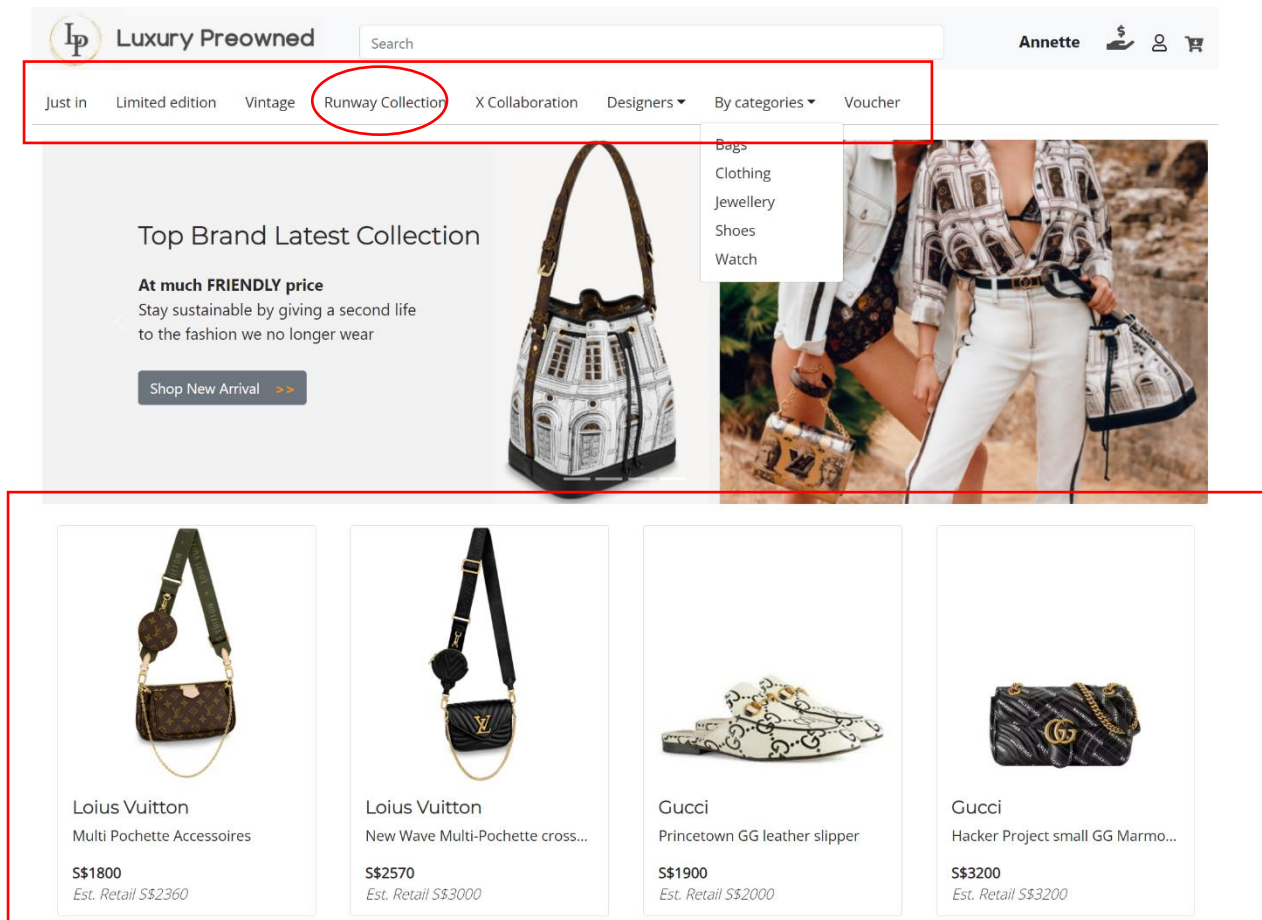 LP Luxury Preowned
Search
Annette
Just in Limited edition Vintage Runway Collection X Collaboration Designers By categories Voucher
Bags
Clothing
Jewellery
Shoes
Watch
Top Brand Latest Collection
At much FRIENDLY price
Stay sustainable by giving a second life
to the fashion we no longer wear
Shop New Arrival >>
Loius Vuitton
Multi Pochette Accessoires
S$1800
Est. Retail S$2360
Loius Vuitton
New Wave Multi-Pochette cross...
S$2570
Est. Retail S$3000
Gucci
Princetown GG leather slipper
S$1900
Est. Retail S$2000
Gucci
Hacker Project small GG Marmo...
S$3200
Est. Retail S$3200